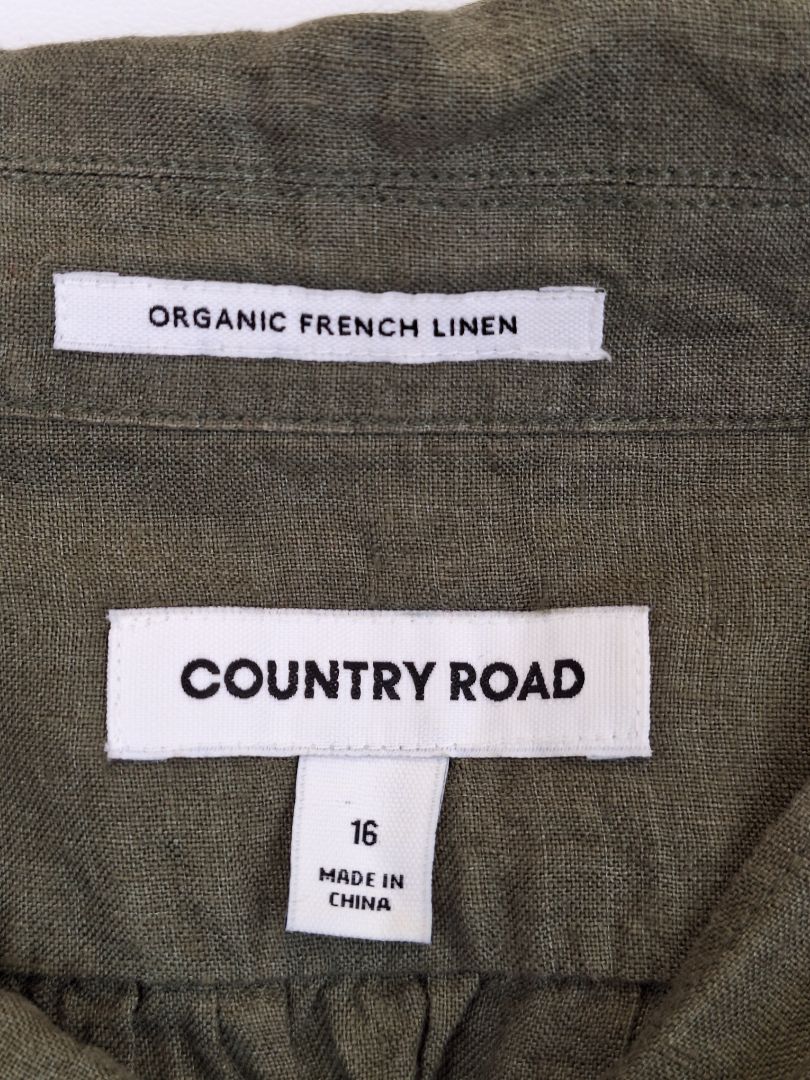 ORGANIC FRENCH LINEN
COUNTRY ROAD
16
MADE IN
CHINA